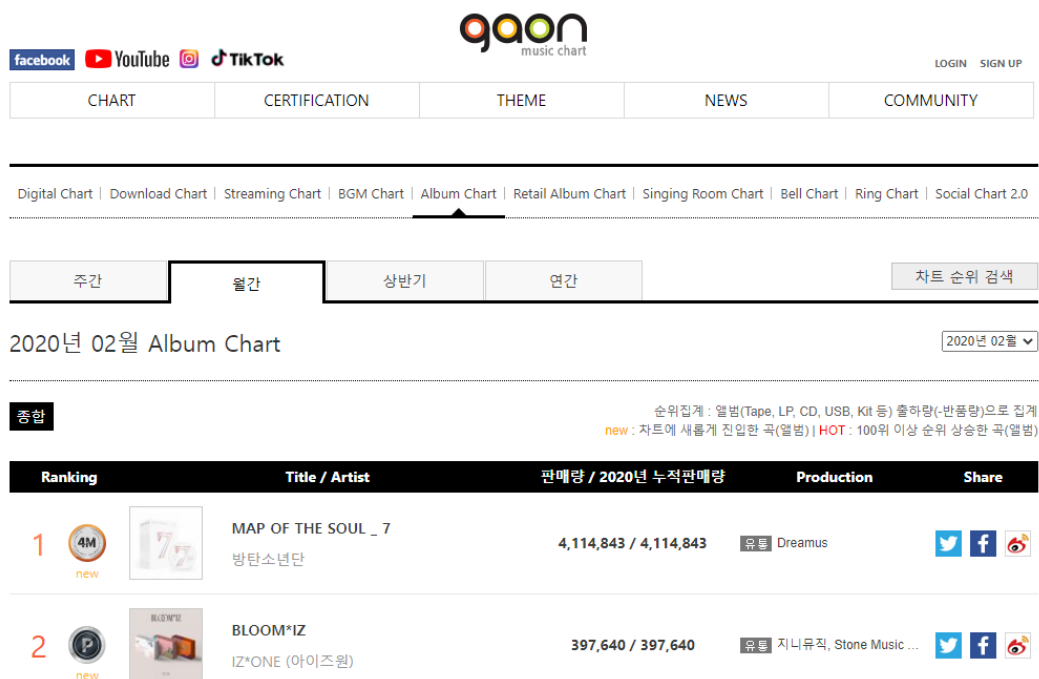 gaon
music chart
facebook YouTube TikTok
LOGIN SIGN UP
CHART CERTIFICATION THEME NEWS COMMUNITY
Digital Chart | Download Chart | Streaming Chart | BGM Chart | Album Chart | Retail Album Chart | Singing Room Chart | Bell Chart | Ring Chart | Social Chart 2.0
주간 월간 상반기 연간 차트 순위 검색
2020년 02월 Album Chart 2020년 02월
종합
순위집계 : 앨범(Tape, LP, CD, USB, Kit 등) 출하량(-반품량)으로 집계
new : 차트에 새롭게 진입한 곡(앨범) | HOT : 100위 이상 순위 상승한 곡(앨범)
Ranking Title / Artist 판매량 / 2020년 누적판매량 Production Share
MAP OF THE SOUL _ 7
1 4M 4,114,843 / 4,114,843 유통 Dreamus
방탄소년단
new
BLOOM*IZ
BLOOM*IZ
2 P 397,640 / 397,640 유통 지니뮤직, Stone Music ...
IZ*ONE (아이즈원)
new